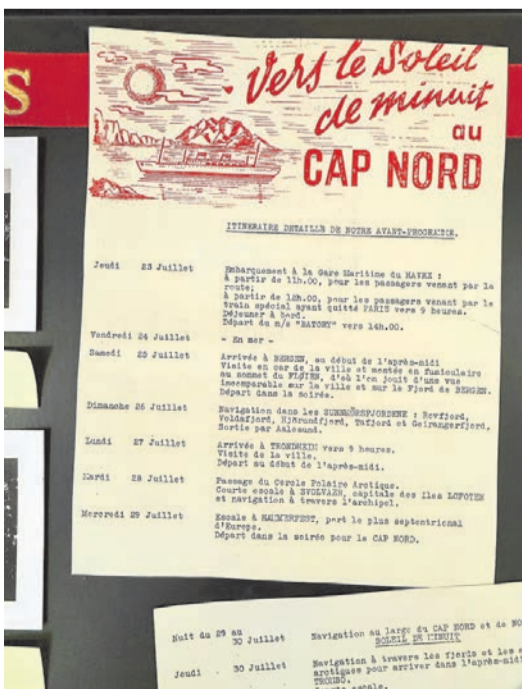 S
Vers le Soleil
de minuit
au
CAP NORD
ITINERAIRE DETAILLE DE NOTRE AVANT-PROGRAMME.
Jeudi 23 Juillet Embarquement à la Gare Maritime du HAVRE :
à partir de 11h.00, pour les passagers venant par la
route;
à partir de 12h.00, pour les passagers venant par le
train spécial ayant quitté PARIS vers 9 heures.
Déjeuner à bord.
Départ du m/s "BATORY" vers 14h.00.
Vendredi 24 Juillet - En mer -
Samedi 25 Juillet Arrivée à BERGEN, au début de l'après-midi
Visite en car de la ville et montée en funiculaire
au sommet du FLØIEN, d'où l'on jouit d'une vue
incomparable sur la ville et sur le Fjord de BERGEN.
Départ dans la soirée.
Dimanche 26 Juillet Navigation dans les SUNNMÖRSFJORDENE : Rovfjord,
Voldafjord, Hjörundfjord, Tafjord et Geirangerfjord,
Sortie par Aalesund.
Lundi 27 Juillet Arrivée à TRONDHEIM vers 9 heures.
Visite de la ville.
Départ au début de l'après-midi.
Mardi 28 Juillet Passage du Cercle Polaire Arctique.
Courte escale à SVOLVAER, capitale des Iles LOFOTEN
et navigation à travers l'archipel.
Mercredi 29 Juillet Escale à HAMMERFEST, port le plus septentrional
d'Europe.
Départ dans la soirée pour le CAP NORD.
Nuit du 29 au
30 Juillet Navigation au large du CAP NORD et de
SOLEIL DE MINUIT
Jeudi 30 Juillet Navigation à travers les fjords et les
arctiques pour arriver dans l'après-midi
TROMSO.
escale.